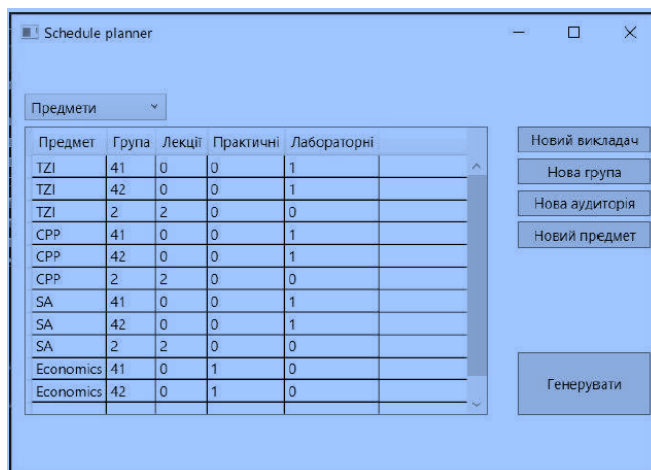 Schedule planner
Предмети
Предмет Група Лекції Практичні Лабораторні
TZI 41 0 0 1
TZI 42 0 0 1
TZI 2 2 0 0
CPP 41 0 0 1
CPP 42 0 0 1
CPP 2 2 0 0
SA 41 0 0 1
SA 42 0 0 1
SA 2 2 0 0
Economics 41 0 1 0
Economics 42 0 1 0
Новий викладач
Нова група
Нова аудиторія
Новий предмет
Генерувати